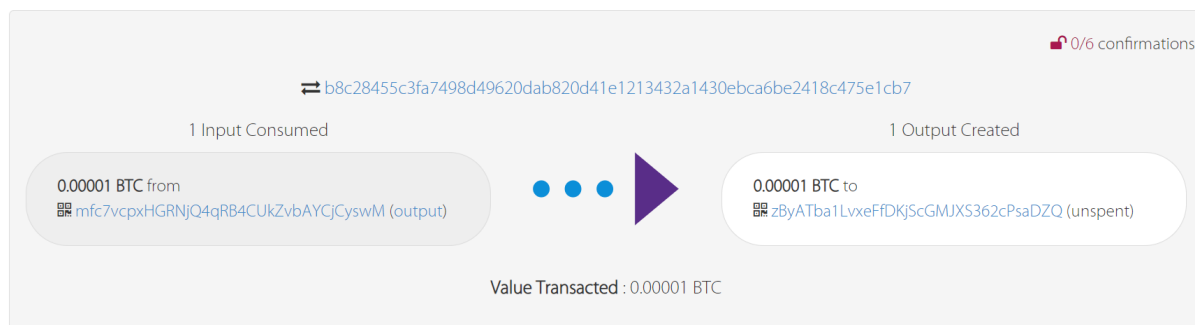 0/6 confirmations
b8c28455c3fa7498d49620dab820d41e1213432a1430ebca6be2418c475e1cb7
1 Input Consumed
1 Output Created
0.00001 BTC from
mfc7vcpxHGRNjQ4qRB4CUkZvbAYCjCyswM (output)
0.00001 BTC to
zByATba1LvxeFfDKjScGMJXS362cPsaDZQ (unspent)
Value Transacted : 0.00001 BTC